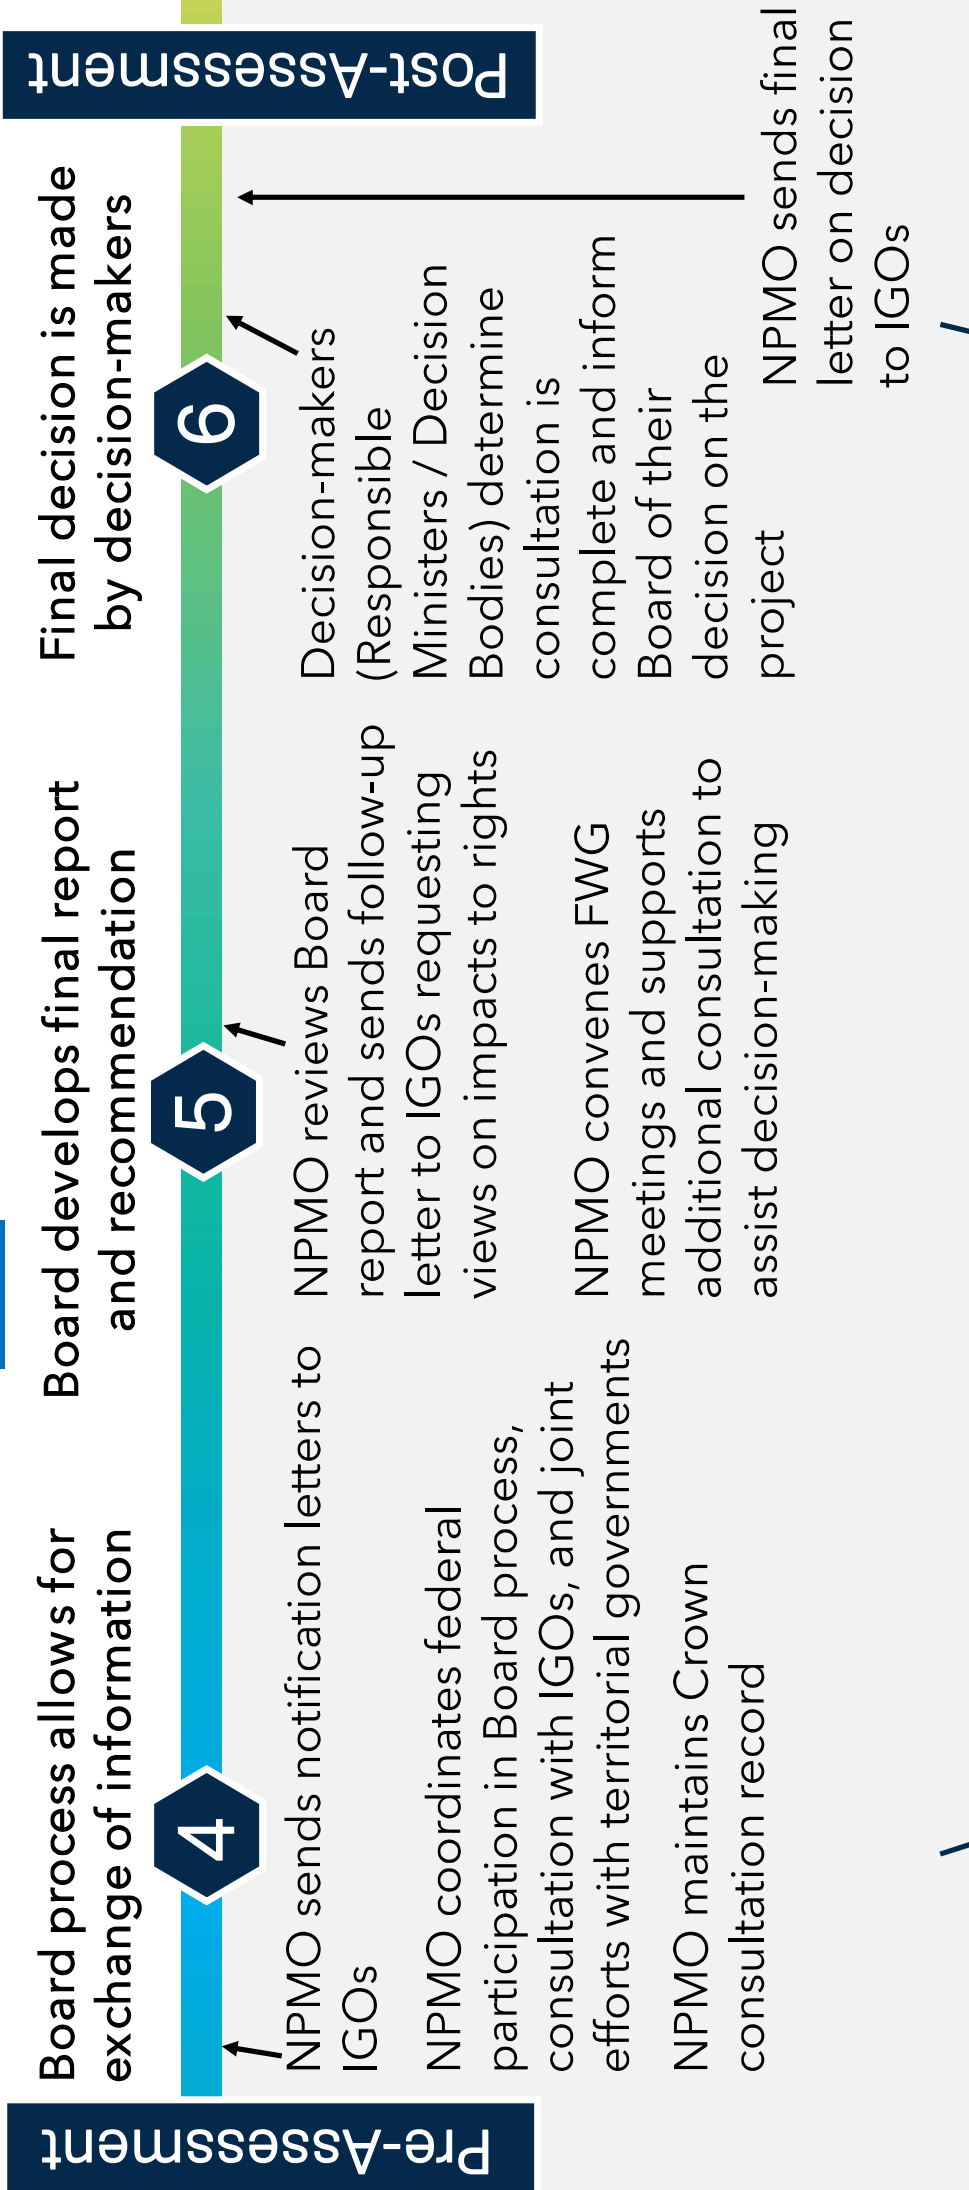 Pre-Assessment
Board process allows for
exchange of information
4
NPMO sends notification letters to
IGOs
NPMO coordinates federal
participation in Board process,
consultation with IGOs, and joint
efforts with territorial governments
NPMO maintains Crown
consultation record
Board develops final report
and recommendation
5
NPMO reviews Board
report and sends follow-up
letter to IGOs requesting
views on impacts to rights
NPMO convenes FWG
meetings and supports
additional consultation to
assist decision-making
Final decision is made
by decision-makers
6
Decision-makers
(Responsible
Ministers / Decision
Bodies) determine
consultation is
complete and inform
Board of their
decision on the
project
NPMO sends final
letter on decision
to IGOs
Post-Assessment